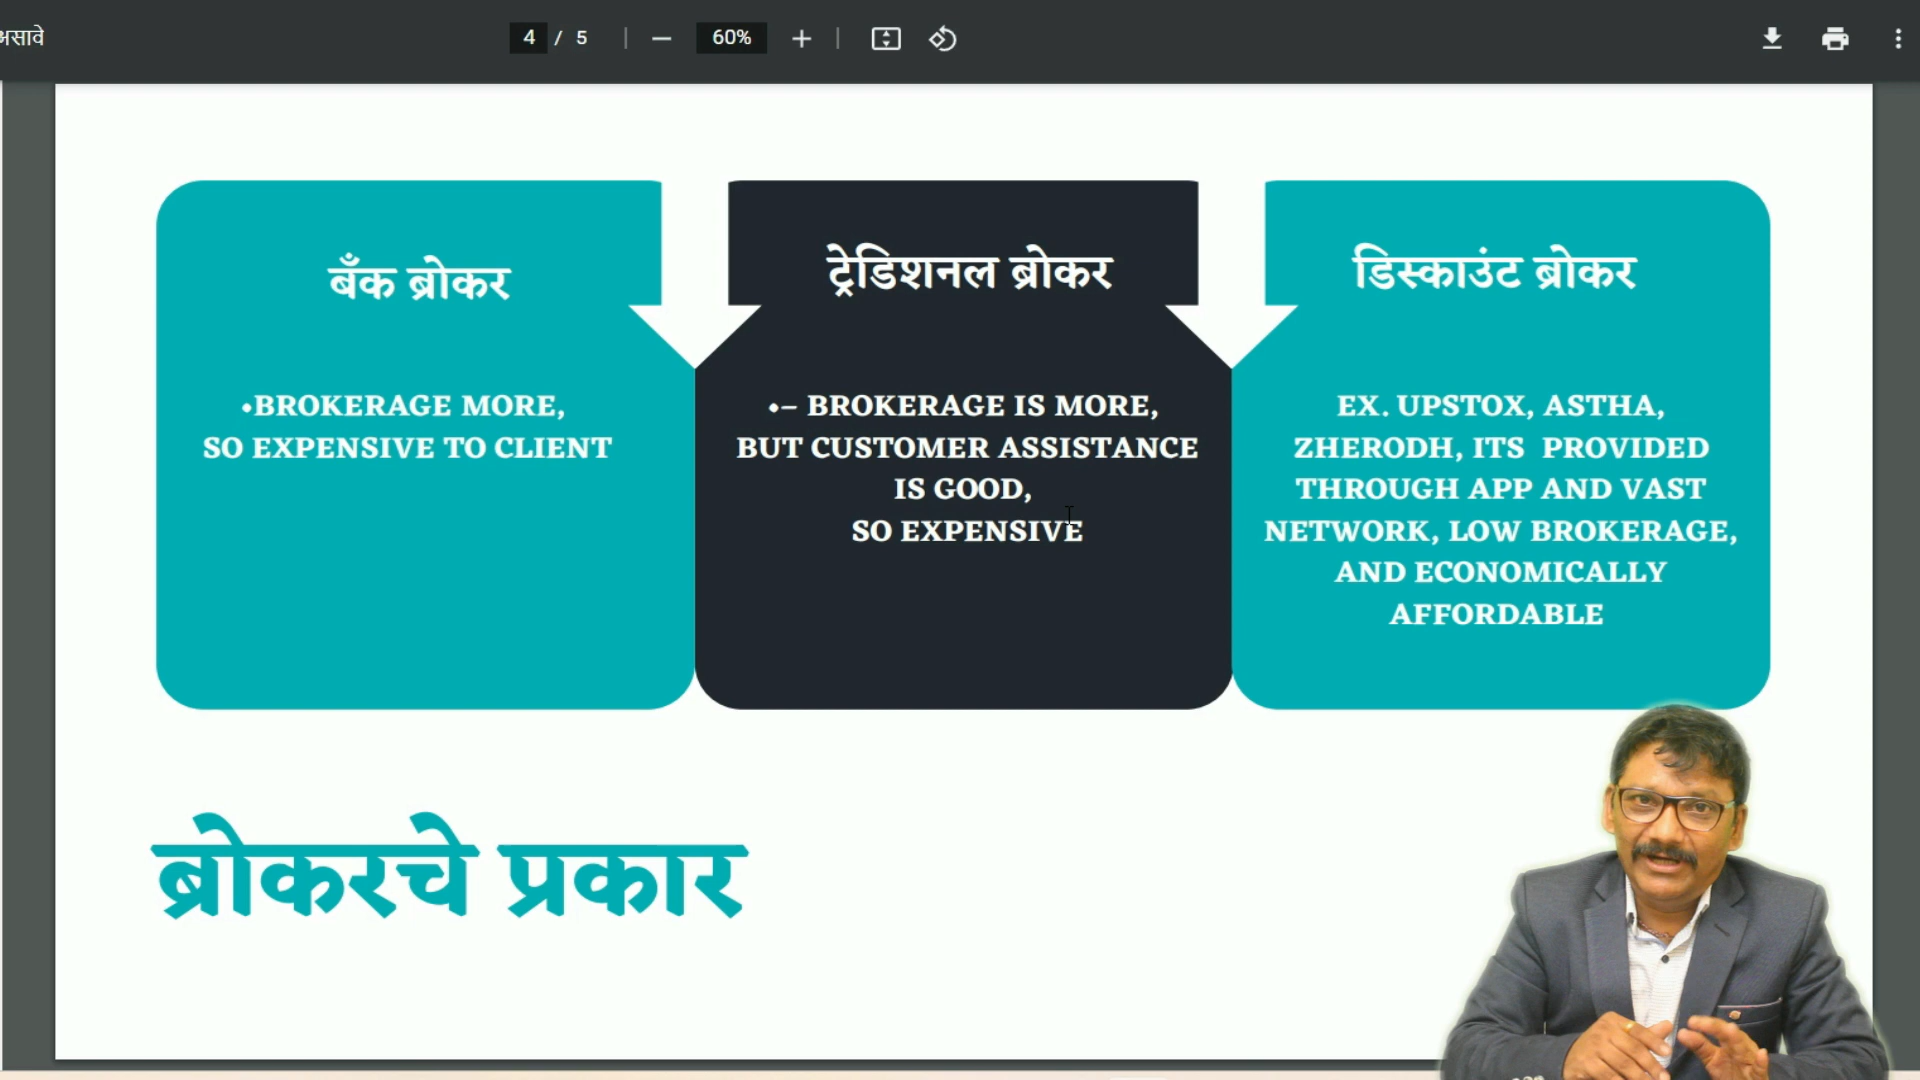 असावे
4 / 5
60%
बँक ब्रोकर
•BROKERAGE MORE,
SO EXPENSIVE TO CLIENT
ट्रेडिशनल ब्रोकर
•– BROKERAGE IS MORE,
BUT CUSTOMER ASSISTANCE
IS GOOD,
SO EXPENSIVE
डिस्काउंट ब्रोकर
EX. UPSTOX, ASTHA,
ZHERODH, ITS  PROVIDED
THROUGH APP AND VAST
NETWORK, LOW BROKERAGE,
AND ECONOMICALLY
AFFORDABLE
ब्रोकरचे प्रकार